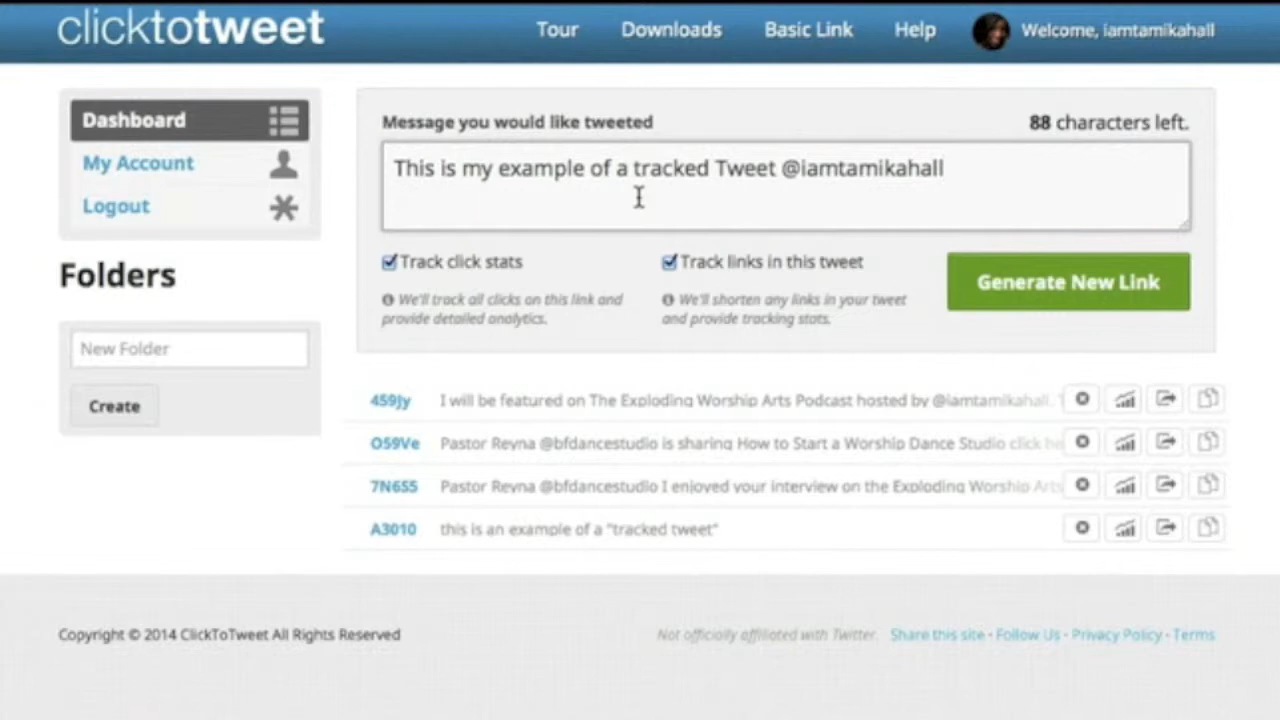 clicktotweet
Tour Downloads Basic Link Help Welcome, iamtamikahall
Dashboard
My Account
Logout
Folders
New Folder
Create
Message you would like tweeted
88 characters left.
This is my example of a tracked Tweet @iamtamikahall
Track click stats
We'll track all clicks on this link and
provide detailed analytics.
Track links in this tweet
We'll shorten any links in your tweet
and provide tracking stats.
Generate New Link
459Jy I will be featured on The Exploding Worship Arts Podcast hosted by @iamtamikahall.
O59Ve Pastor Reyna @bfdancestudio is sharing How to Start a Worship Dance Studio click he
7N655 Pastor Reyna @bfdancestudio I enjoyed your interview on the Exploding Worship Arts
A3010 this is an example of a "tracked tweet"
Copyright © 2014 ClickToTweet All Rights Reserved
Not officially affiliated with Twitter. Share this site · Follow Us · Privacy Policy · Terms